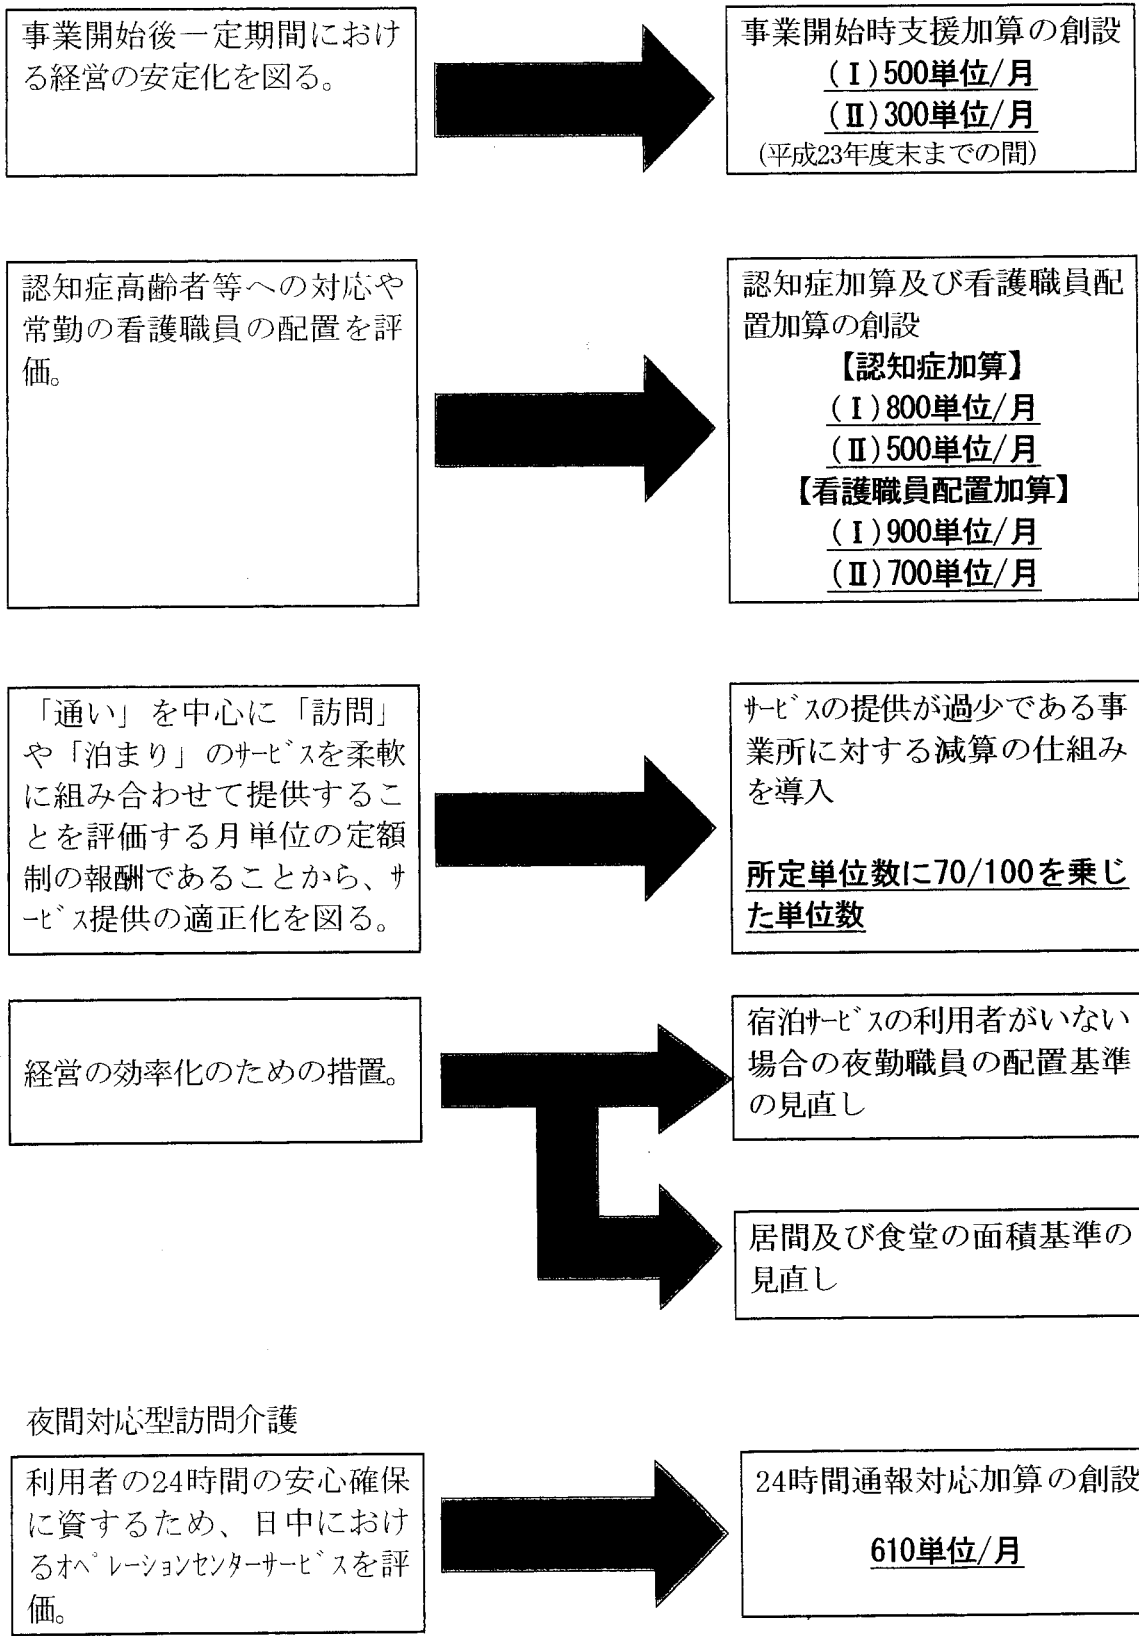 事業開始後一定期間におけ
る経営の安定化を図る。
事業開始時支援加算の創設
(Ⅰ)500単位/月
(Ⅱ)300単位/月
(平成23年度末までの間)
認知症高齢者等への対応や
常勤の看護職員の配置を評
価。
認知症加算及び看護職員配
置加算の創設
【認知症加算】
(Ⅰ)800単位/月
(Ⅱ)500単位/月
【看護職員配置加算】
(Ⅰ)900単位/月
(Ⅱ)700単位/月
「通い」を中心に「訪問」
や「泊まり」のｻｰﾋﾞｽを柔軟
に組み合わせて提供するこ
とを評価する月単位の定額
制の報酬であることから、ｻ
ｰﾋﾞｽ提供の適正化を図る。
ｻｰﾋﾞｽの提供が過少である事
業所に対する減算の仕組み
を導入
所定単位数に70/100を乗じ
た単位数
経営の効率化のための措置。
宿泊ｻｰﾋﾞｽの利用者がいない
場合の夜勤職員の配置基準
の見直し
居間及び食堂の面積基準の
見直し
夜間対応型訪問介護
利用者の24時間の安心確保
に資するため、日中におけ
るｵﾍﾟﾚｰｼｮﾝｾﾝﾀｰｻｰﾋﾞｽを評
価。
24時間通報対応加算の創設
610単位/月